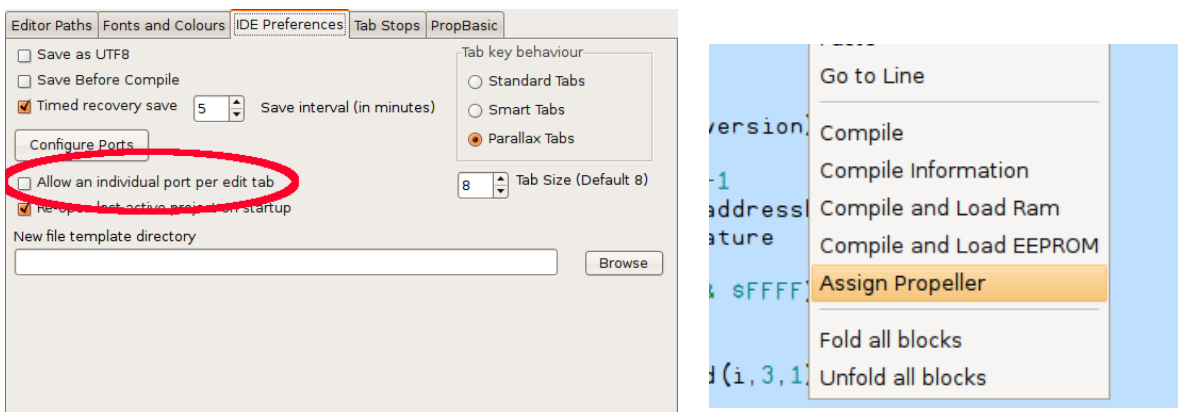 Editor Paths Fonts and Colours IDE Preferences Tab Stops PropBasic
Save as UTF8
Save Before Compile
Timed recovery save 5 Save interval (in minutes)
Configure Ports
Allow an individual port per edit tab
Re-open last active project on startup
New file template directory
Browse
Tab key behaviour
Standard Tabs
Smart Tabs
Parallax Tabs
8 Tab Size (Default 8)
Go to Line
Compile
Compile Information
Compile and Load Ram
Compile and Load EEPROM
Assign Propeller
Fold all blocks
Unfold all blocks
version)
-1
ature
$FFFF)
(i,3,1)